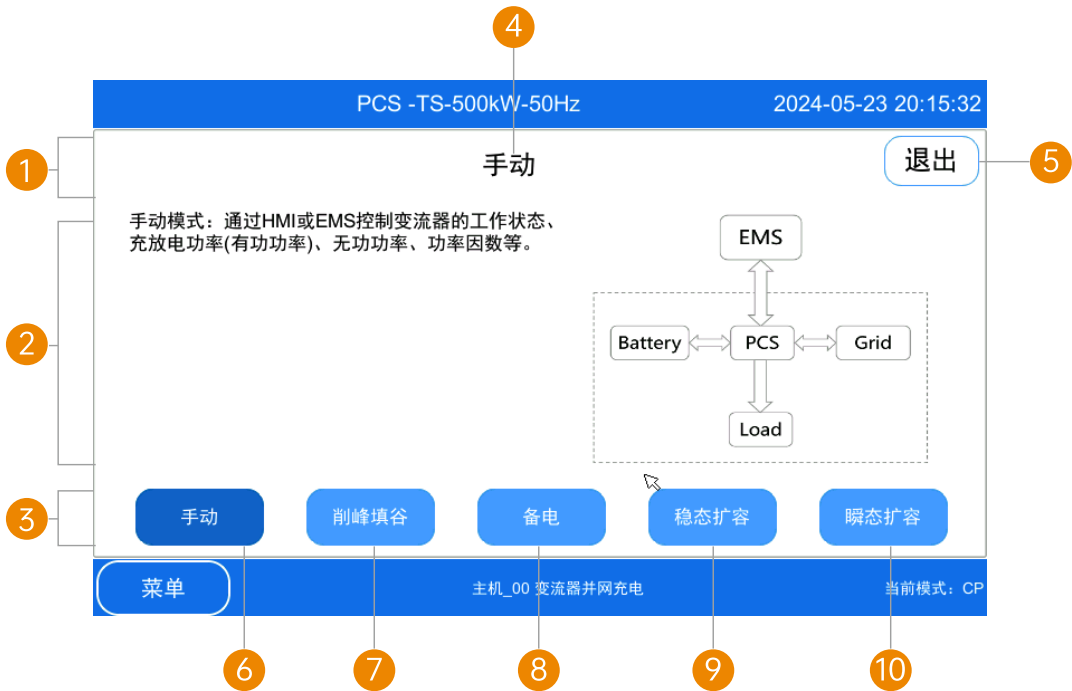 4
PCS -TS-500kW-50Hz
2024-05-23 20:15:32
1
手动
退出
5
手动模式：通过HMI或EMS控制变流器的工作状态、
充放电功率(有功功率)、无功功率、功率因数等。
EMS
2
Battery
PCS
Grid
Load
3
手动
削峰填谷
备电
稳态扩容
瞬态扩容
菜单
主机_00 变流器并网充电
当前模式：CP
6
7
8
9
10